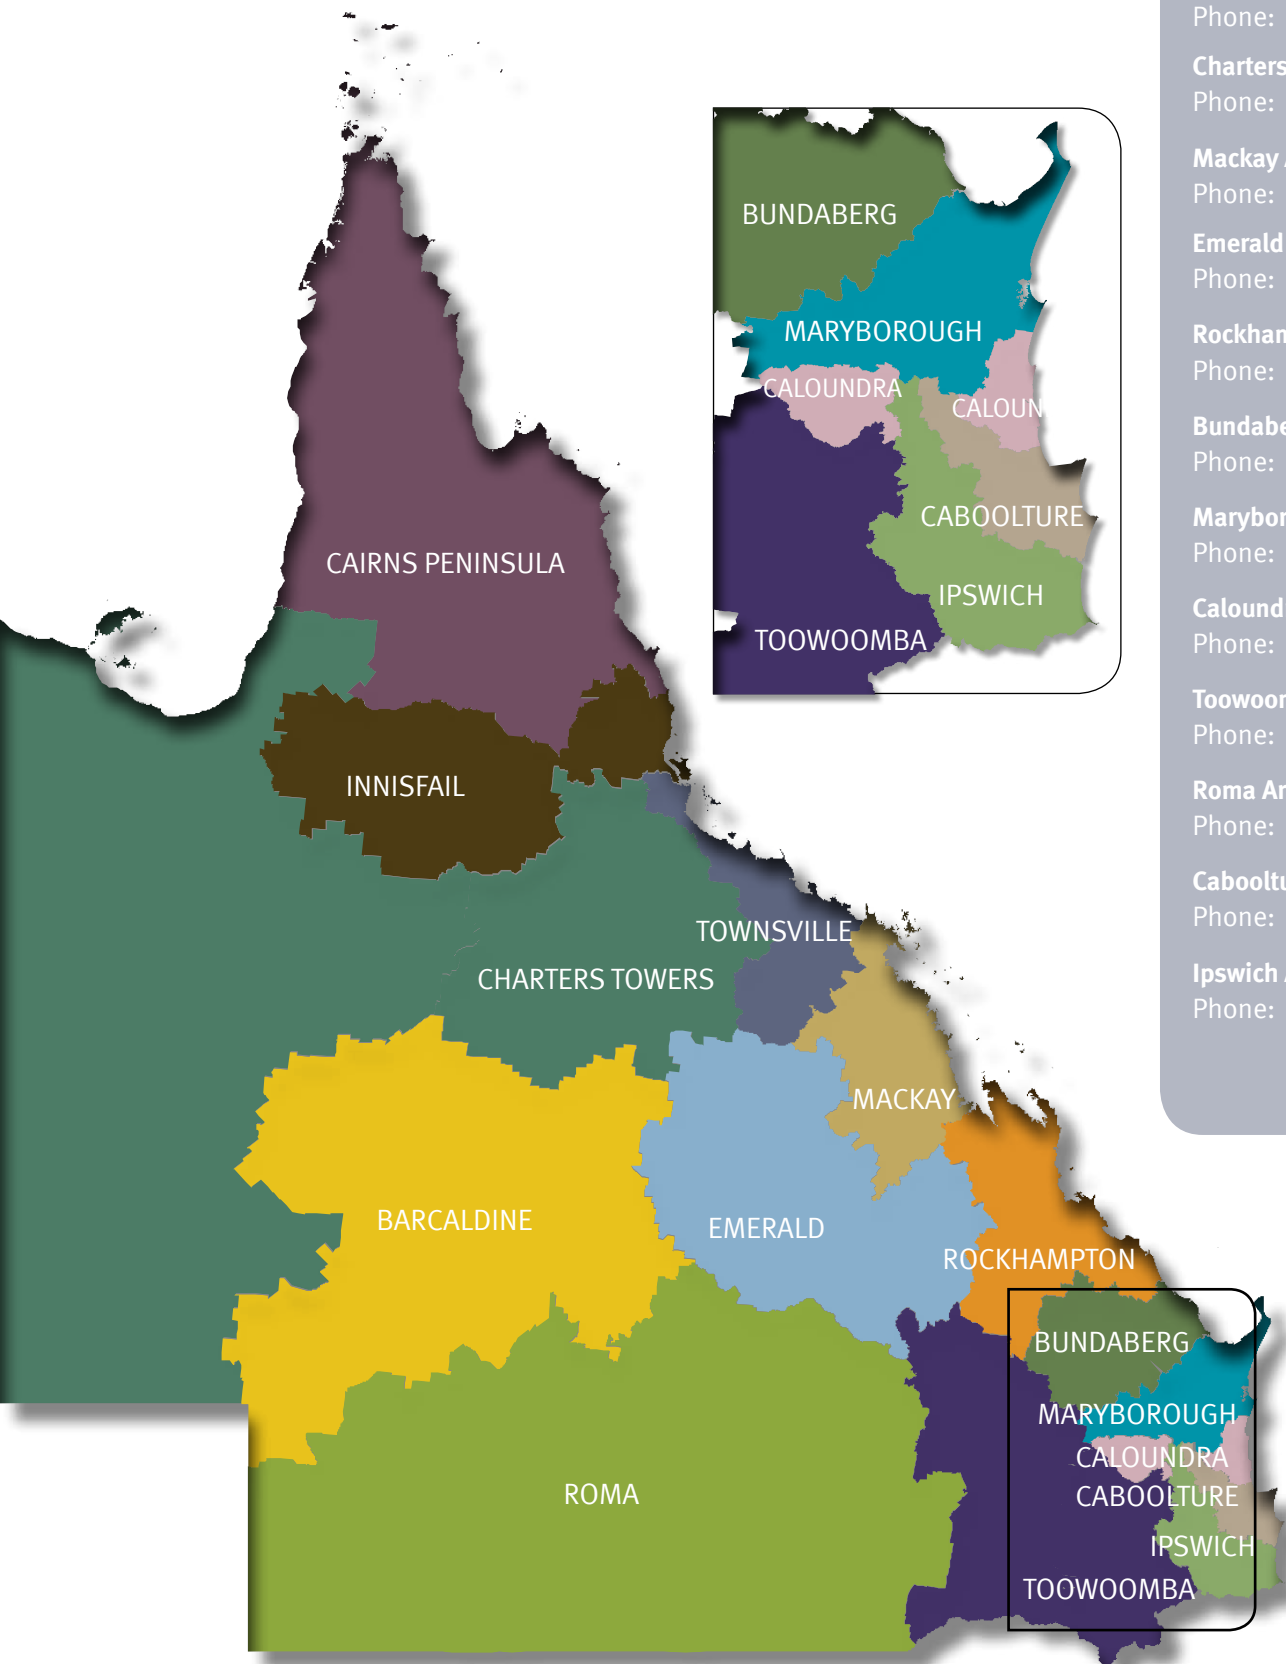 CAIRNS PENINSULA
INNISFAIL
TOWNSVILLE
CHARTERS TOWERS
MACKAY
BARCALDINE
EMERALD
ROCKHAMPTON
BUNDABERG
MARYBOROUGH
CALOUNDRA
CABOOLTURE
IPSWICH
TOOWOOMBA
ROMA
BUNDABERG
MARYBOROUGH
CALOUNDRA
CALOUN
CABOOLTURE
IPSWICH
TOOWOOMBA
Phone:
Charters
Phone:
Mackay
Phone:
Emerald
Phone:
Rockham
Phone:
Bundabe
Phone:
Marybor
Phone:
Calound
Phone:
Toowoom
Phone:
Roma Ar
Phone:
Cabooltu
Phone:
Ipswich
Phone: